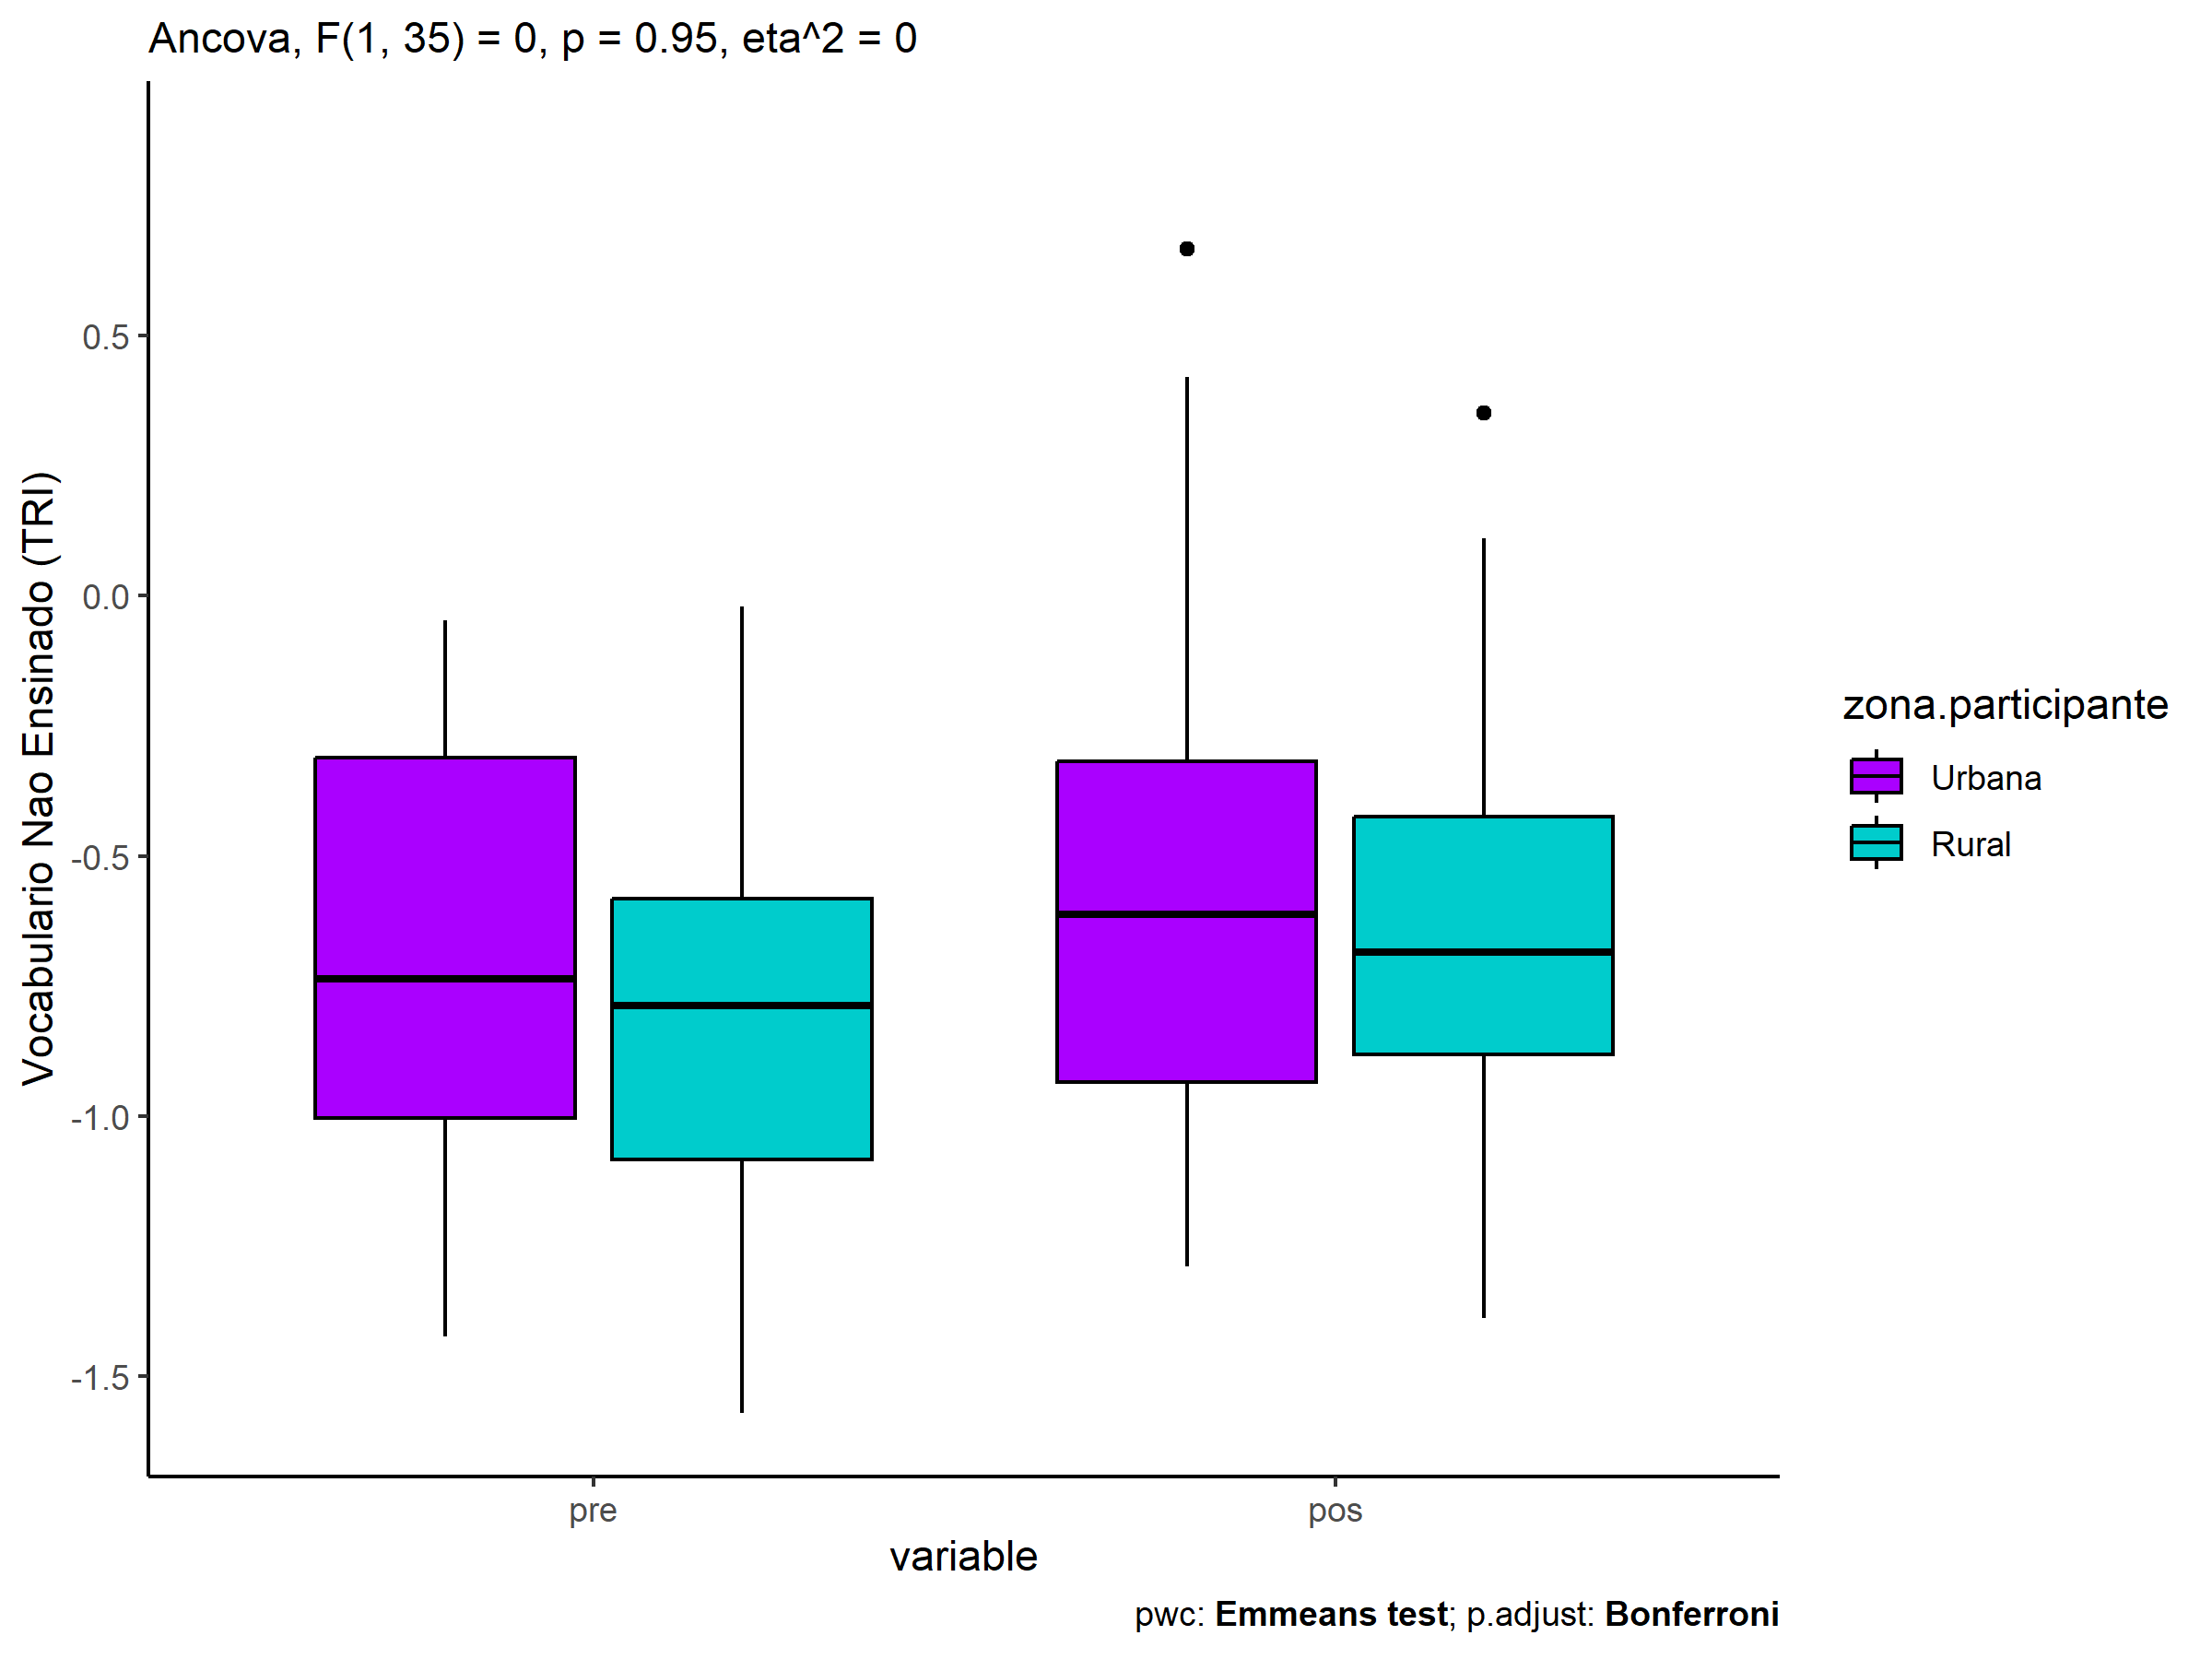 Ancova, F(1, 35) = 0, p = 0.95, eta^2 = 0
Vocabulario Nao Ensinado (TRI)
0.5
0.0
-0.5
-1.0
-1.5
pre
pos
variable
zona.participante
Urbana
Rural
pwc: Emmeans test; p.adjust: Bonferroni